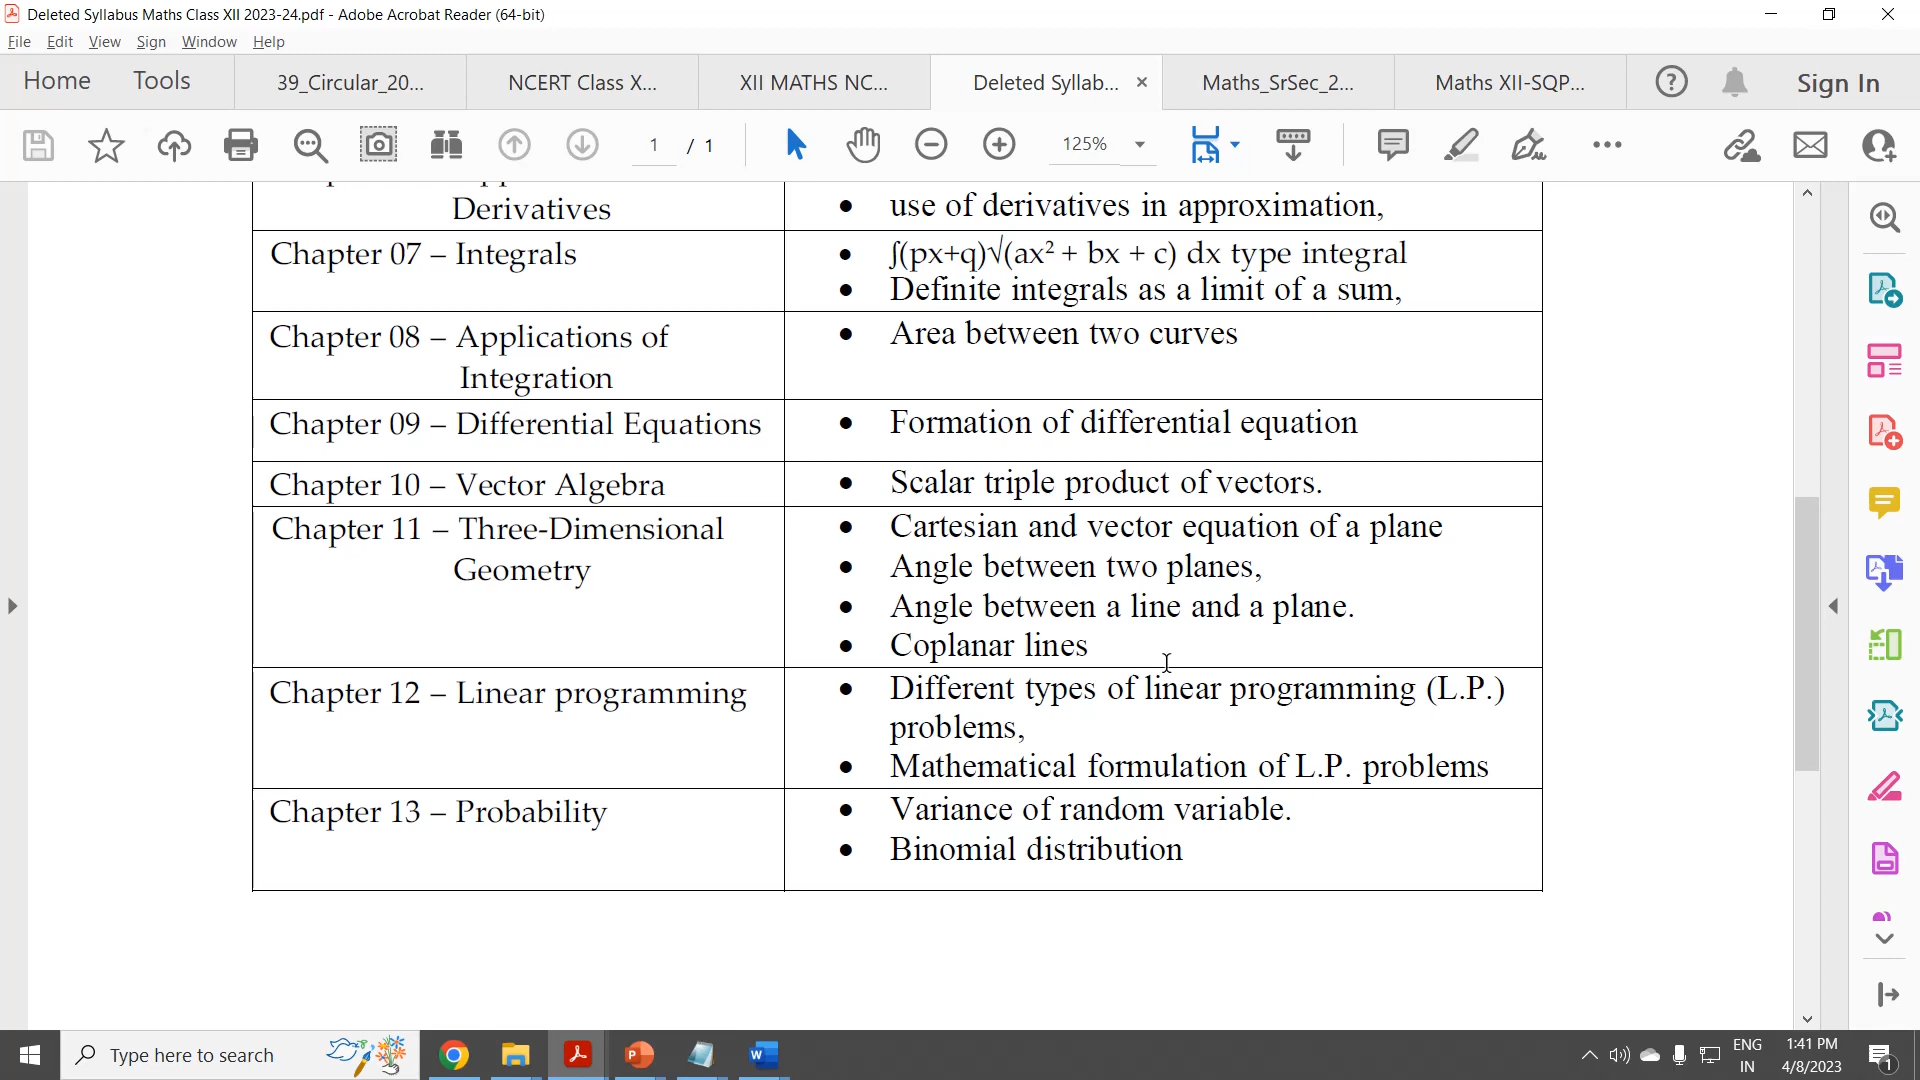 Deleted Syllabus Maths Class XII 2023-24.pdf - Adobe Acrobat Reader (64-bit)
File Edit View Sign Window Help
Home Tools 39_Circular_20... NCERT Class X... XII MATHS NC... Deleted Syllab... × Maths_SrSec_2... Maths XII-SQP... Sign In
1 / 1 125%
Derivatives
• use of derivatives in approximation,
Chapter 07 – Integrals
• ∫(px+q)√(ax² + bx + c) dx type integral
• Definite integrals as a limit of a sum,
Chapter 08 – Applications of
Integration
• Area between two curves
Chapter 09 – Differential Equations
• Formation of differential equation
Chapter 10 – Vector Algebra
• Scalar triple product of vectors.
Chapter 11 – Three-Dimensional
Geometry
• Cartesian and vector equation of a plane
• Angle between two planes,
• Angle between a line and a plane.
• Coplanar lines
Chapter 12 – Linear programming
• Different types of linear programming (L.P.)
problems,
• Mathematical formulation of L.P. problems
Chapter 13 – Probability
• Variance of random variable.
• Binomial distribution
Type here to search
ENG
IN
1:41 PM
4/8/2023
1